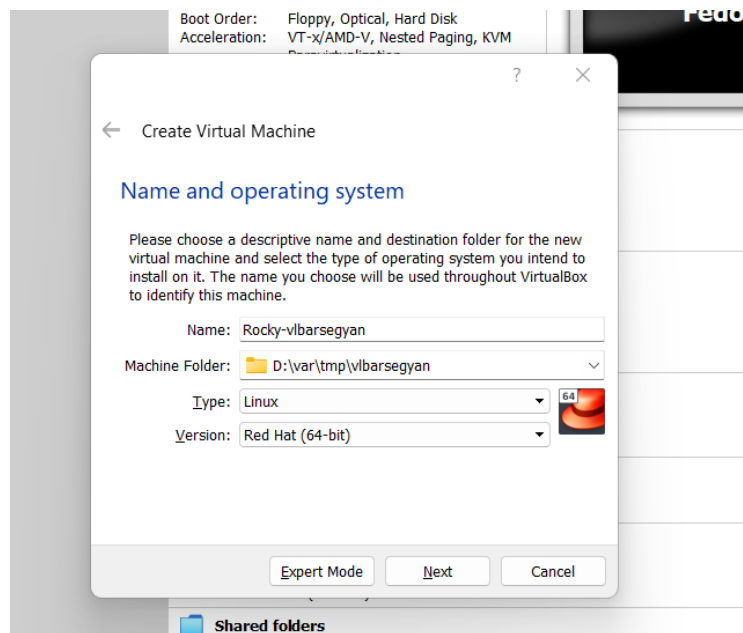 Boot Order: Floppy, Optical, Hard Disk
Acceleration: VT-x/AMD-V, Nested Paging, KVM
?
Create Virtual Machine
Name and operating system
Please choose a descriptive name and destination folder for the new
virtual machine and select the type of operating system you intend to
install on it. The name you choose will be used throughout VirtualBox
to identify this machine.
Name: Rocky-vlbarsegyan
Machine Folder: D:\var\tmp\vlbarsegyan
Type: Linux
64
Version: Red Hat (64-bit)
Expert Mode Next Cancel
Shared folders